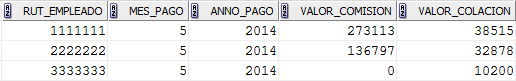 RUT_EMPLEADO MES_PAGO ANNO_PAGO VALOR_COMISION VALOR_COLACION
1111111 5 2014 273113 38515
2222222 5 2014 136797 32878
3333333 5 2014 0 10200